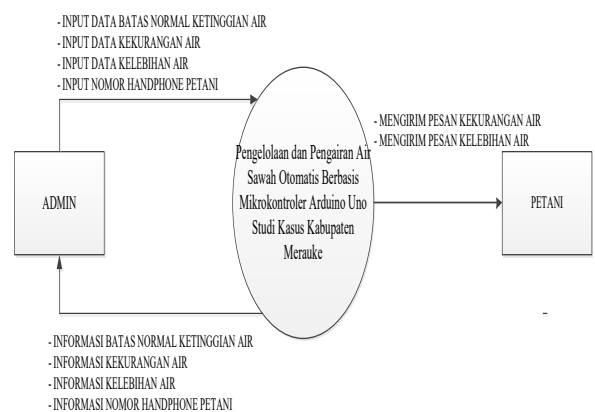 - INPUT DATA BATAS NORMAL KETINGGIAN AIR
- INPUT DATA KEKURANGAN AIR
- INPUT DATA KELEBIHAN AIR
- INPUT NOMOR HANDPHONE PETANI
- MENGIRIM PESAN KEKURANGAN AIR
- MENGIRIM PESAN KELEBIHAN AIR
ADMIN
Pengelolaan dan Pengairan Air
Sawah Otomatis Berbasis
Mikrokontroler Arduino Uno
Studi Kasus Kabupaten
Merauke
PETANI
-
- INFORMASI BATAS NORMAL KETINGGIAN AIR
- INFORMASI KEKURANGAN AIR
- INFORMASI KELEBIHAN AIR
- INFORMASI NOMOR HANDPHONE PETANI